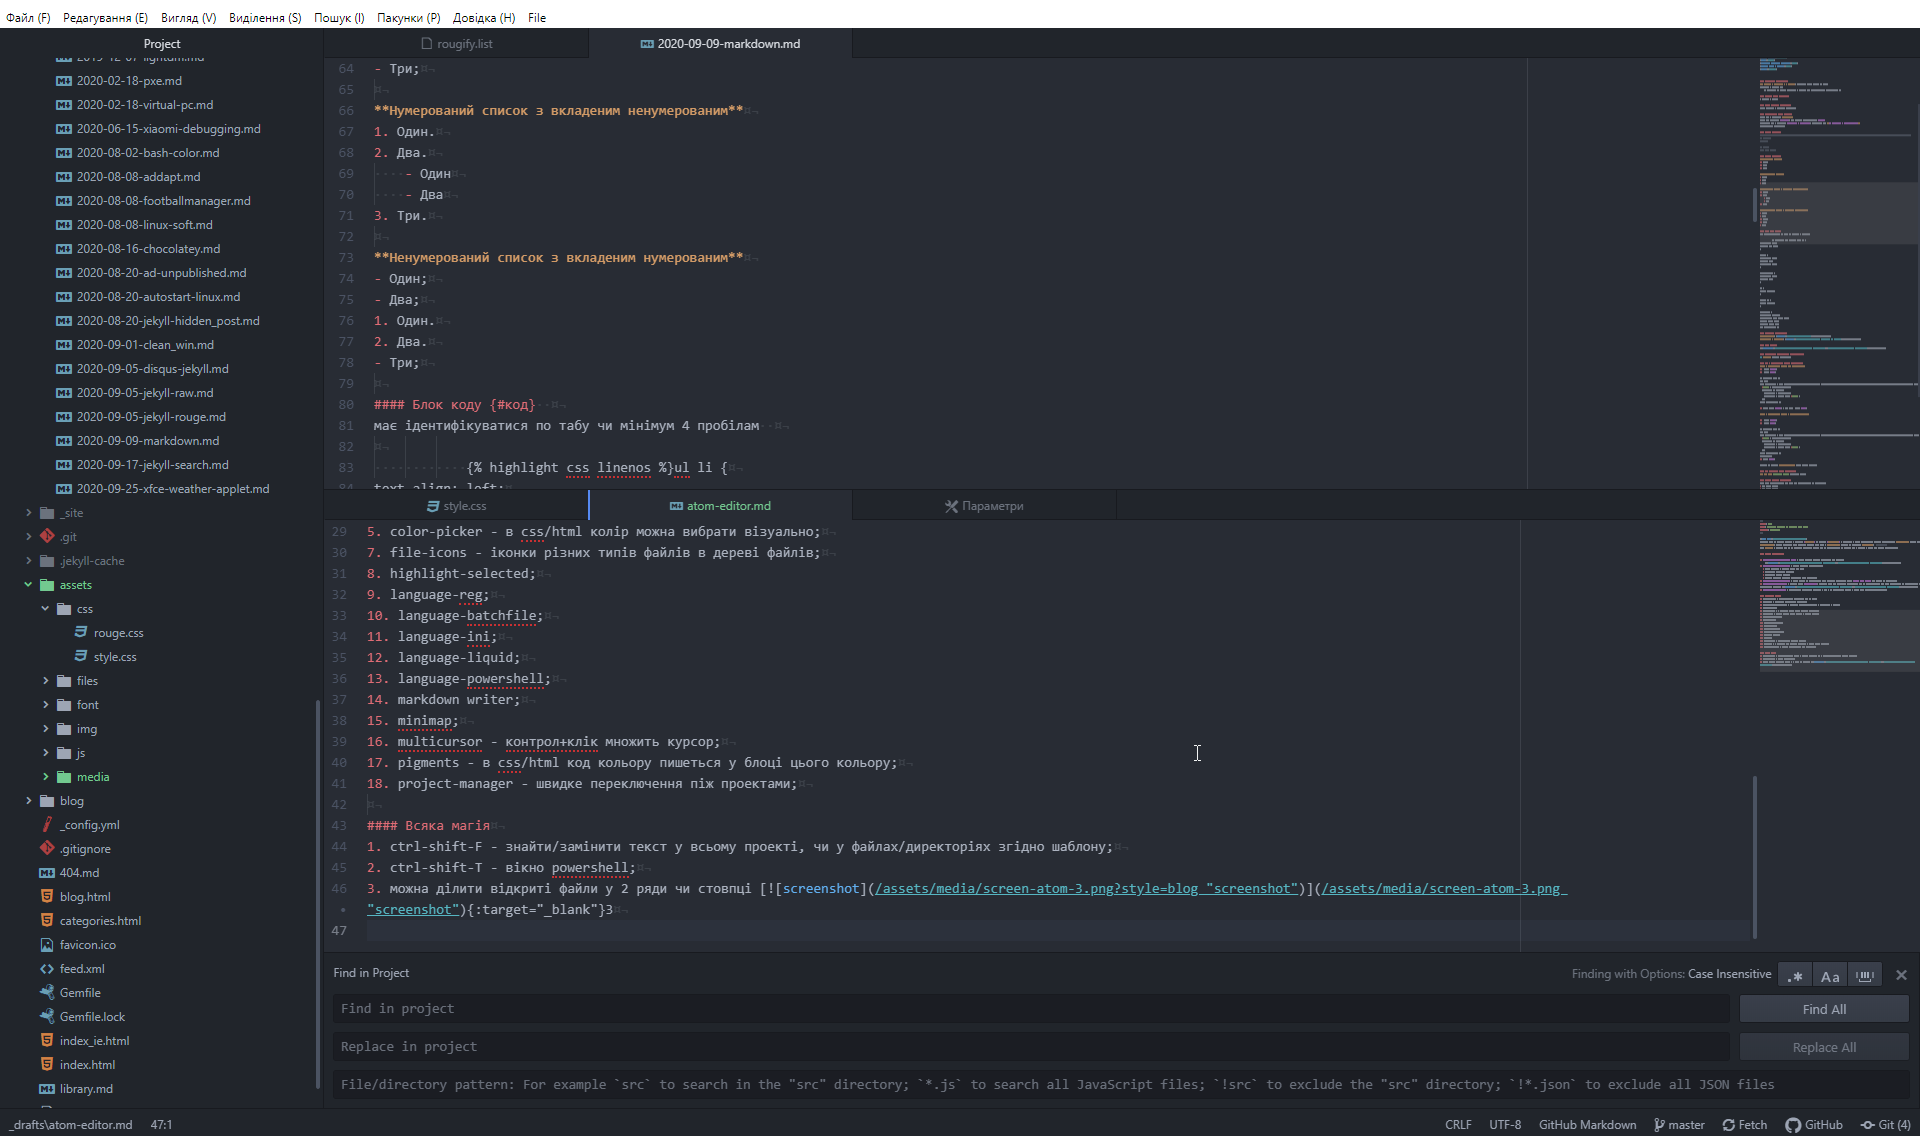 Файл (F) Редагування (E) Вигляд (V) Виділення (S) Пошук (I) Пакунки (P) Довідка (H) File
Project
2020-02-18-pxe.md
2020-02-18-virtual-pc.md
2020-06-15-xiaomi-debugging.md
2020-08-02-bash-color.md
2020-08-08-addapt.md
2020-08-08-footballmanager.md
2020-08-08-linux-soft.md
2020-08-16-chocolatey.md
2020-08-20-ad-unpublished.md
2020-08-20-autostart-linux.md
2020-08-20-jekyll-hidden_post.md
2020-09-01-clean_win.md
2020-09-05-disqus-jekyll.md
2020-09-05-jekyll-raw.md
2020-09-05-jekyll-rouge.md
2020-09-09-markdown.md
2020-09-17-jekyll-search.md
2020-09-25-xfce-weather-applet.md
_site
.git
.jekyll-cache
assets
css
rouge.css
style.css
files
font
img
js
media
blog
_config.yml
.gitignore
404.md
blog.html
categories.html
favicon.ico
feed.xml
Gemfile
Gemfile.lock
index_ie.html
index.html
library.md
rougify.list 2020-09-09-markdown.md
64 - Три;
65
66 **Нумерований список з вкладеним ненумерованим**
67 1. Один.
68 2. Два.
69 - Один
70 - Два
71 3. Три.
72
73 **Ненумерований список з вкладеним нумерованим**
74 - Один;
75 - Два;
76 1. Один.
77 2. Два.
78 - Три;
79
80 #### Блок коду {#код}
81 має ідентифікуватися по табу чи мінімум 4 пробілам
82
83 {% highlight css linenos %}ul li {
84 text-align: left;
style.css atom-editor.md Параметри
29 5. color-picker - в css/html колір можна вибрати візуально;
30 7. file-icons - іконки різних типів файлів в дереві файлів;
31 8. highlight-selected;
32 9. language-reg;
33 10. language-batchfile;
34 11. language-ini;
35 12. language-liquid;
36 13. language-powershell;
37 14. markdown writer;
38 15. minimap;
39 16. multicursor - контрол+клік множить курсор;
40 17. pigments - в css/html код кольору пишеться у блоці цього кольору;
41 18. project-manager - швидке переключення піж проектами;
42
43 #### Всяка магія
44 1. ctrl-shift-F - знайти/замінити текст у всьому проекті, чи у файлах/директоріях згідно шаблону;
45 2. ctrl-shift-T - вікно powershell;
46 3. можна ділити відкриті файли у 2 ряди чи стовпці [![screenshot](/assets/media/screen-atom-3.png?style=blog "screenshot")](/assets/media/screen-atom-3.png
• "screenshot"){:target="_blank"}3
47
Find in Project Finding with Options: Case Insensitive .* Aa
Find in project Find All
Replace in project Replace All
File/directory pattern: For example `src` to search in the "src" directory; `*.js` to search all JavaScript files; `!src` to exclude the "src" directory; `!*.json` to exclude all JSON files
_drafts\atom-editor.md 47:1 CRLF UTF-8 GitHub Markdown master Fetch GitHub Git (4)